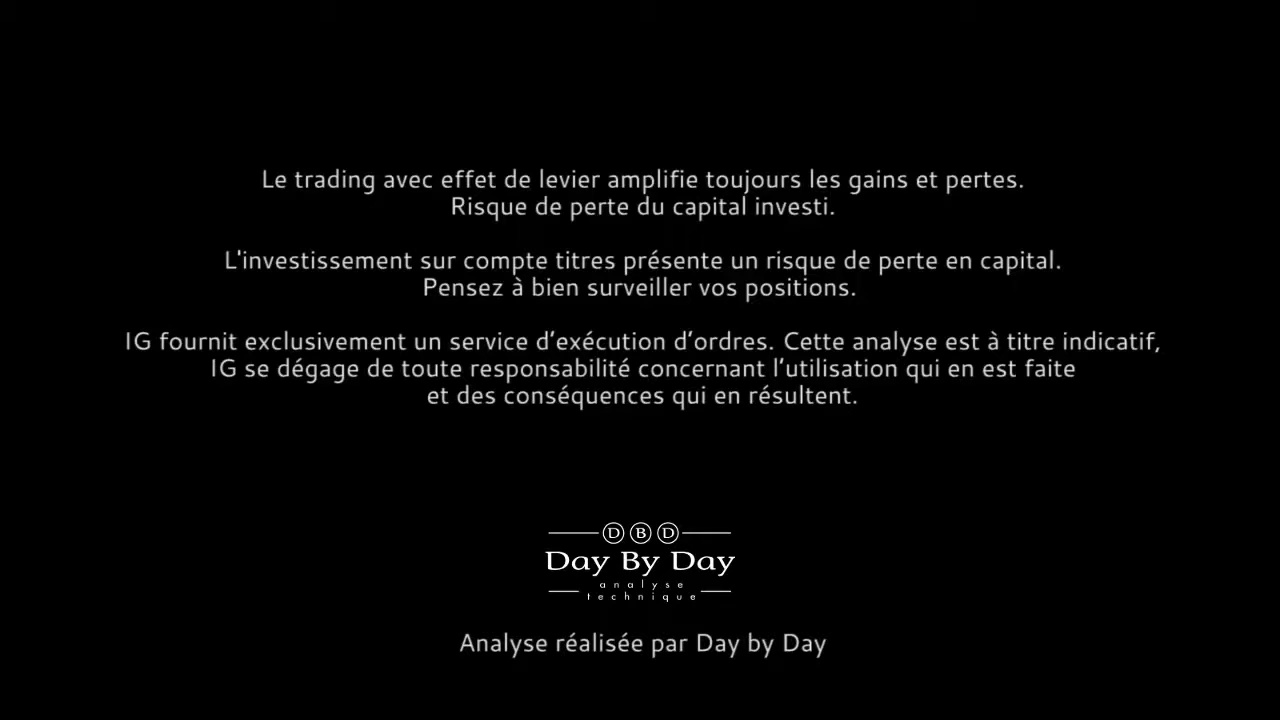 Le trading avec effet de levier amplifie toujours les gains et pertes.
Risque de perte du capital investi.
L'investissement sur compte titres présente un risque de perte en capital.
Pensez à bien surveiller vos positions.
IG fournit exclusivement un service d’exécution d’ordres. Cette analyse est à titre indicatif,
IG se dégage de toute responsabilité concernant l’utilisation qui en est faite
et des conséquences qui en résultent.
D B D
Day By Day
analyse
technique
Analyse réalisée par Day by Day